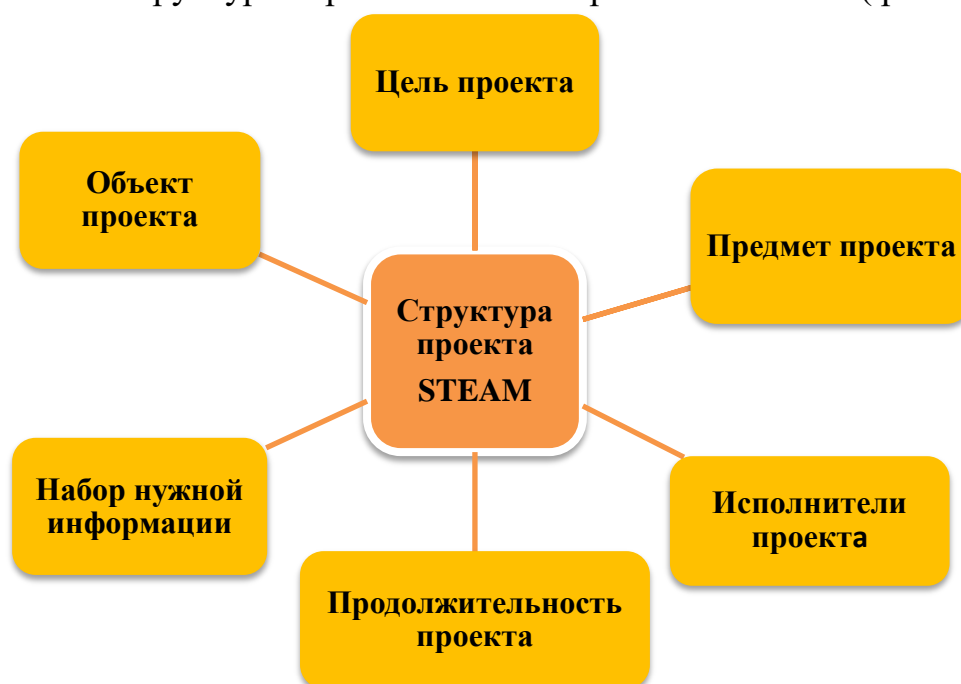 Цель проекта
Объект
проекта
Предмет проекта
Структура
проекта
STEAM
Набор нужной
информации
Исполнители
проекта
Продолжительность
проекта